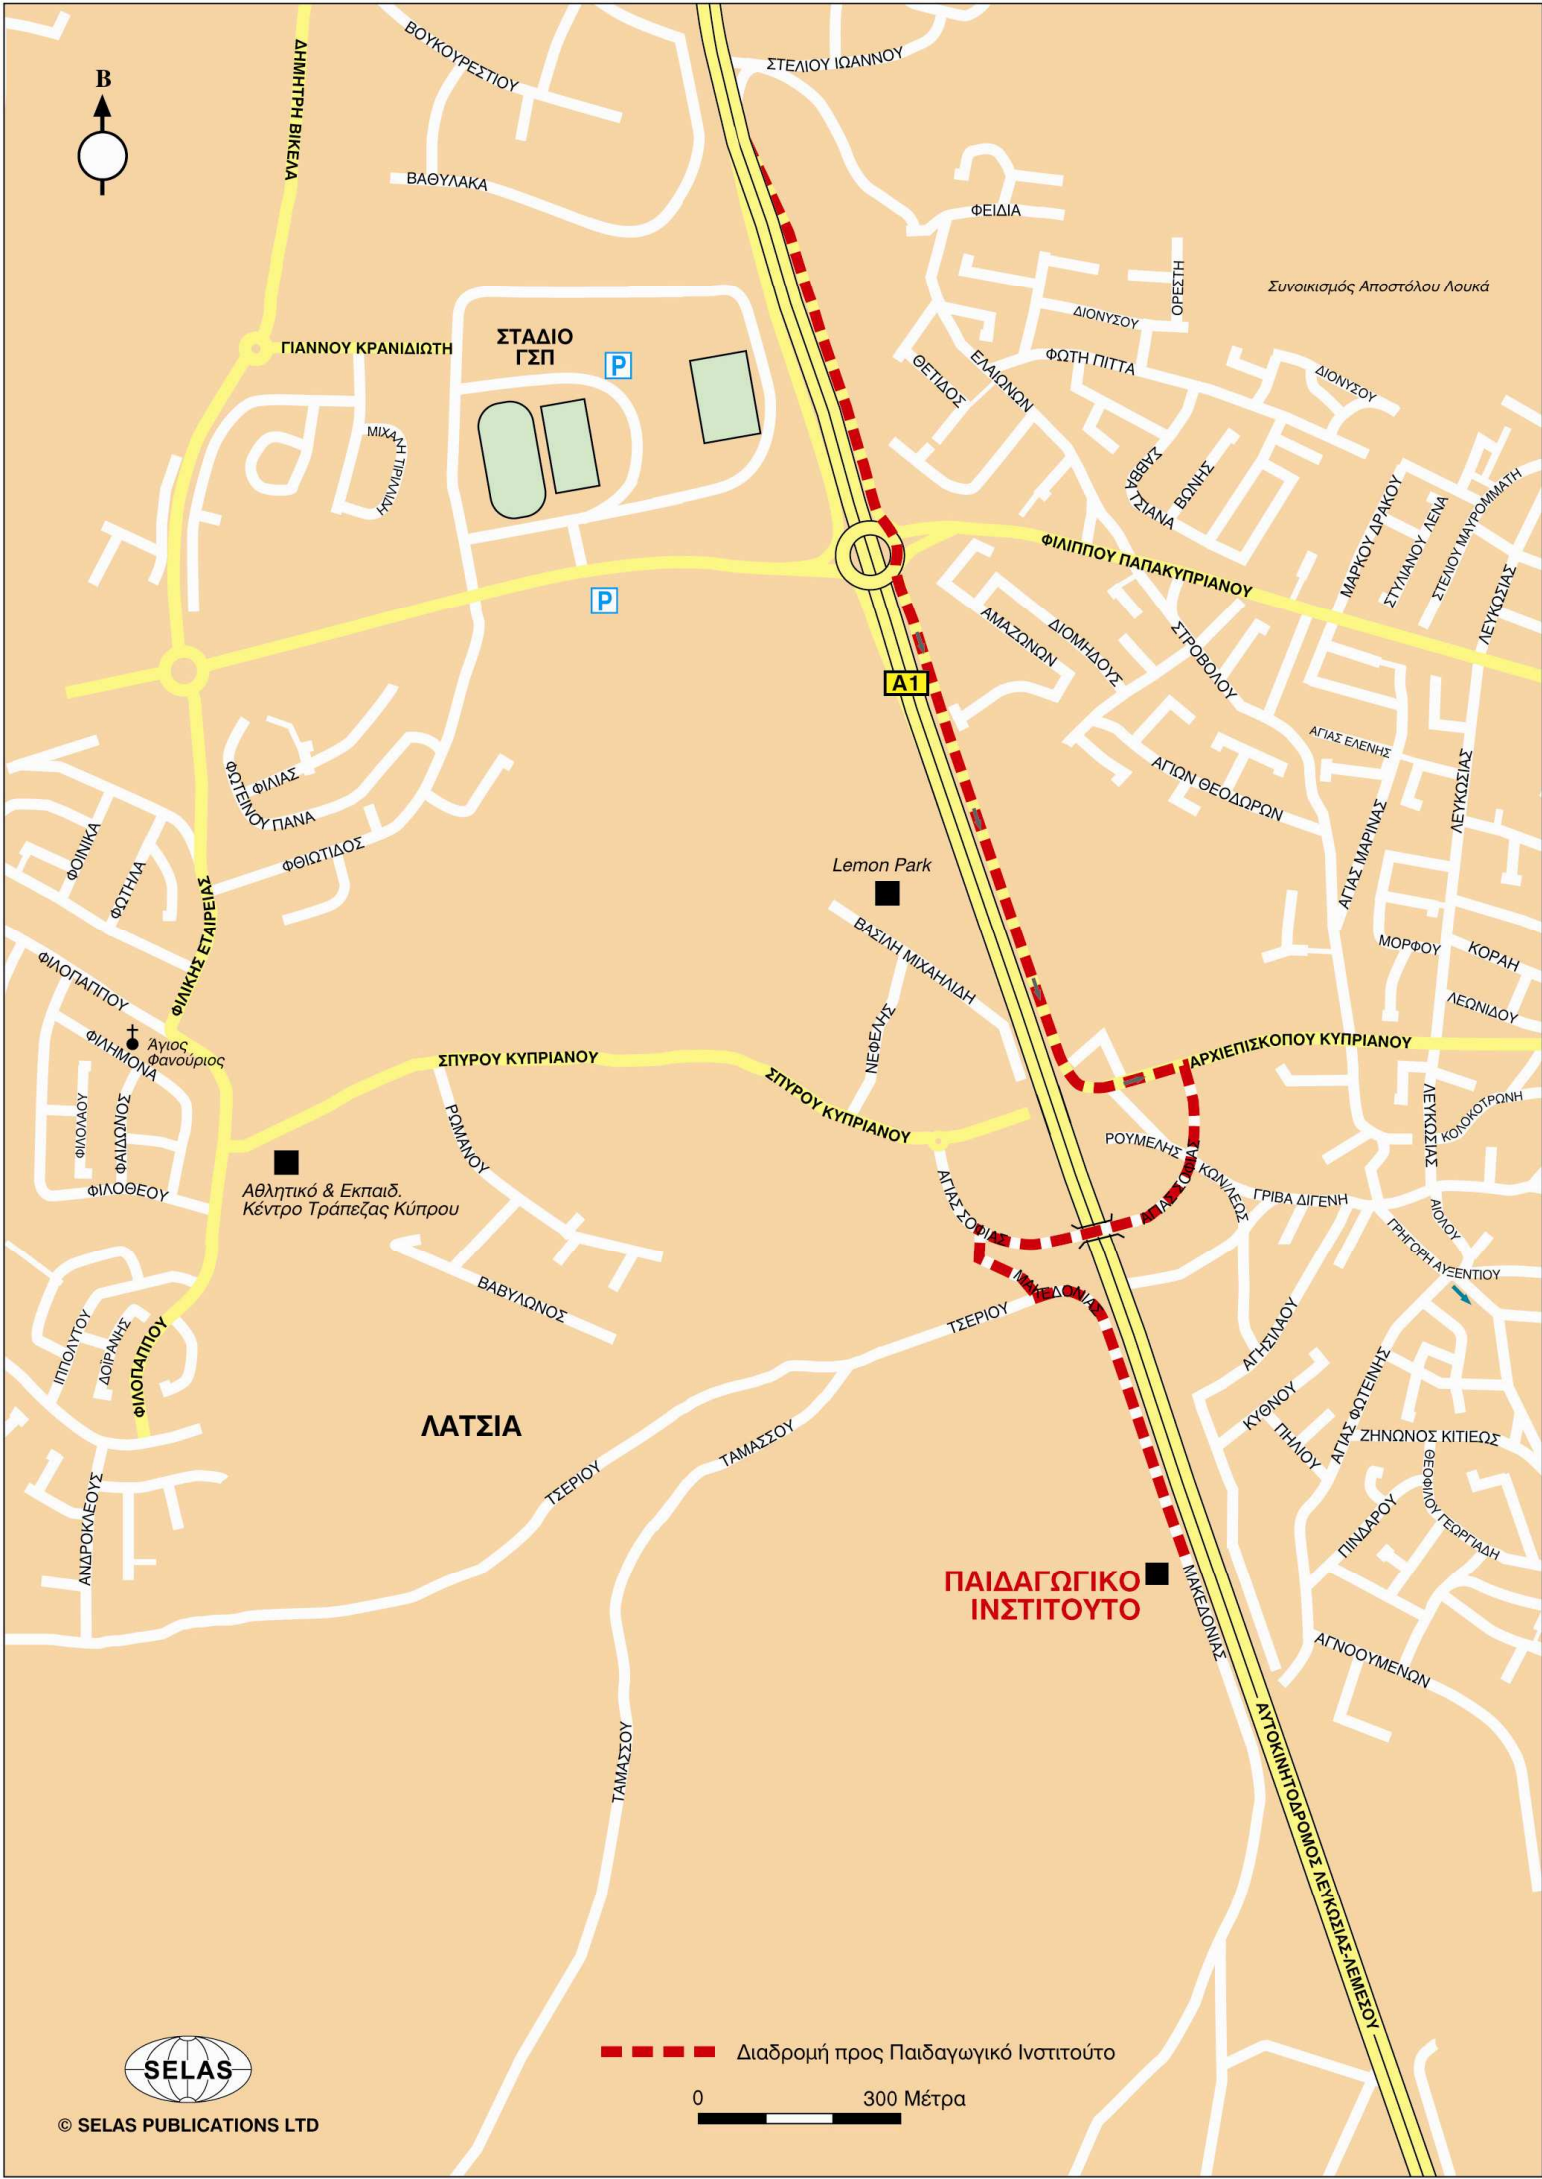 ΒΟΥΚΟΥΡΕΣΤΙΟΥ
ΣΤΕΛΙΟΥ ΙΩΑΝΝΟΥ
Β
ΔΗΜΗΤΡΗ ΒΙΚΕΛΑ
ΒΑΘΥΛΑΚΑ
ΦΕΙΔΙΑ
ΟΡΕΣΤΗ
Συνοικισμός Αποστόλου Λουκά
ΔΙΟΝΥΣΟΥ
ΓΙΑΝΝΟΥ ΚΡΑΝΙΔΙΩΤΗ
ΣΤΑΔΙΟ
ΓΣΠ
P
ΘΕΤΙΔΟΣ
ΕΛΑΙΩΝΩΝ
ΦΩΤΗ ΠΙΤΤΑ
ΔΙΟΝΥΣΟΥ
ΜΙΧΑΗ ΤΙΡΙΛΛΙΔΗ
ΣΑΒΒΑ ΤΣΙΑΝΑ
ΒΩΝΗΣ
ΜΑΡΚΟΥ ΔΡΑΚΟΥ
ΣΤΥΛΙΑΝΟΥ ΛΕΝΑ
ΣΤΕΛΙΟΥ ΜΑΥΡΟΜΜΑΤΗ
ΛΕΥΚΩΣΙΑΣ
ΦΙΛΙΠΠΟΥ ΠΑΠΑΚΥΠΡΙΑΝΟΥ
P
ΑΜΑΖΩΝΩΝ
ΔΙΟΜΗΔΟΥΣ
ΣΤΡΟΒΟΛΟΥ
A1
ΑΓΙΑΣ ΕΛΕΝΗΣ
ΦΩΤΕΙΝΟΥ ΠΑΝΑ
ΦΙΛΙΑΣ
ΑΓΙΩΝ ΘΕΟΔΩΡΩΝ
ΛΕΥΚΩΣΙΑΣ
ΑΓΙΑΣ ΜΑΡΙΝΑΣ
ΦΟΙΝΙΚΑ
ΦΩΤΗΛΑ
ΦΘΙΩΤΙΔΟΣ
Lemon Park
ΦΙΛΙΚΗΣ ΕΤΑΙΡΕΙΑΣ
ΒΑΣΙΛΗ ΜΙΧΑΗΛΙΔΗ
ΜΟΡΦΟΥ
ΚΟΡΑΗ
ΦΙΛΟΠΑΠΠΟΥ
ΛΕΩΝΙΔΟΥ
ΦΙΛΗΜΟΝΑ
Άγιος
Φανούριος
ΝΕΦΕΛΗΣ
ΣΠΥΡΟΥ ΚΥΠΡΙΑΝΟΥ
ΑΡΧΙΕΠΙΣΚΟΠΟΥ ΚΥΠΡΙΑΝΟΥ
ΣΠΥΡΟΥ ΚΥΠΡΙΑΝΟΥ
ΦΙΛΟΛΑΟΥ
ΦΑΙΔΩΝΟΣ
ΡΩΜΑΝΟΥ
ΛΕΥΚΩΣΙΑΣ
ΚΟΛΟΚΟΤΡΩΝΗ
ΡΟΥΜΕΛΗΣ
ΚΩΝ/ΛΕΩΣ
ΦΙΛΟΘΕΟΥ
Αθλητικό & Εκπαιδ.
Κέντρο Τράπεζας Κύπρου
ΑΓΙΑΣ ΣΟΦΙΑΣ
ΑΓΙΑΣ ΣΟΦΙΑΣ
ΓΡΙΒΑ ΔΙΓΕΝΗ
ΑΙΟΛΟΥ
ΓΡΗΓΟΡΗ ΑΥΞΕΝΤΙΟΥ
ΒΑΒΥΛΩΝΟΣ
ΜΑΚΕΔΟΝΙΑΣ
ΤΣΕΡΙΟΥ
ΙΠΠΟΛΥΤΟΥ
ΔΟΪΡΑΝΗΣ
ΦΙΛΟΠΑΠΠΟΥ
ΑΓΗΣΙΛΑΟΥ
ΑΓΙΑΣ ΦΩΤΕΙΝΗΣ
ΚΥΘΝΟΥ
ΠΗΛΙΟΥ
ΛΑΤΣΙΑ
ΤΑΜΑΣΣΟΥ
ΖΗΝΩΝΟΣ ΚΙΤΙΕΩΣ
ΘΕΟΦΙΛΟΥ ΓΕΩΡΓΙΑΔΗ
ΤΣΕΡΙΟΥ
ΑΝΔΡΟΚΛΕΟΥΣ
ΠΙΝΔΑΡΟΥ
ΠΑΙΔΑΓΩΓΙΚΟ
ΙΝΣΤΙΤΟΥΤΟ
ΜΑΚΕΔΟΝΙΑΣ
ΑΓΝΟΟΥΜΕΝΩΝ
ΤΑΜΑΣΣΟΥ
ΑΥΤΟΚΙΝΗΤΟΔΡΟΜΟΣ ΛΕΥΚΩΣΙΑΣ-ΛΕΜΕΣΟΥ
SELAS
© SELAS PUBLICATIONS LTD
Διαδρομή προς Παιδαγωγικό Ινστιτούτο
0 300 Μέτρα